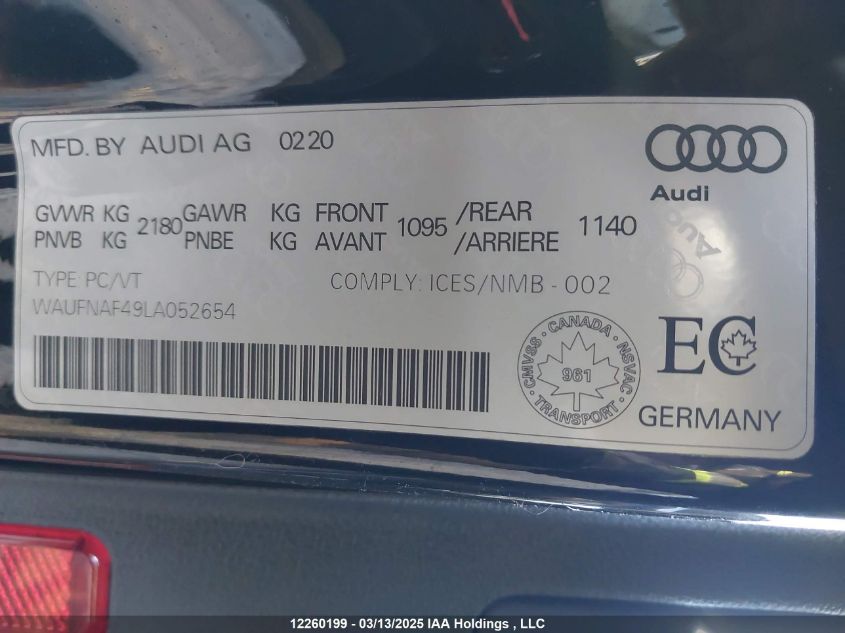 MFD. BY AUDI AG 0220
Audi
GVWR KG 2180 GAWR KG FRONT 1095 /REAR 1140
PNVB KG PNBE KG AVANT /ARRIERE
TYPE: PC/VT COMPLY: ICES/NMB - 002
WAUFNAF49LA052654
CANADA
CMVSS 961 NSVAC
TRANSPORT
EC
GERMANY
Audi
12260199 - 03/13/2025 IAA Holdings , LLC